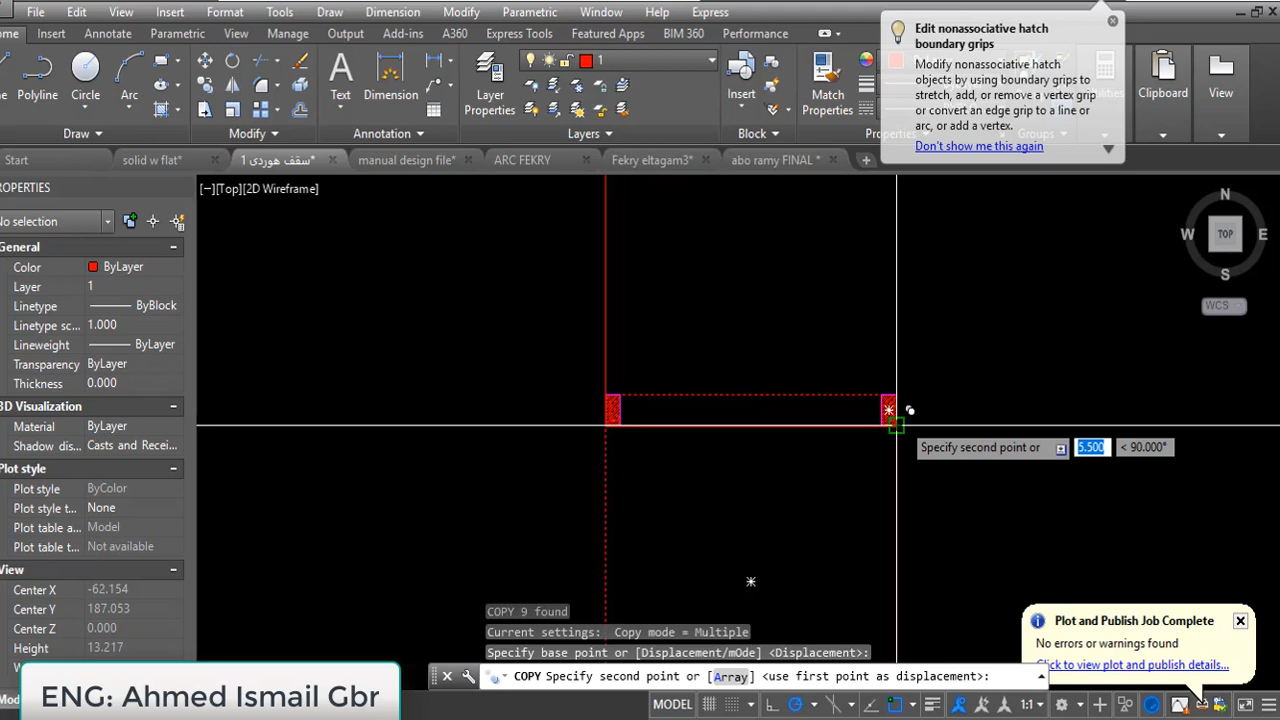 Edit View Insert Format Tools Draw Dimension Modify Parametric Window Help Express
ome Insert Annotate Parametric View Manage Output Add-ins A360 Express Tools Featured Apps BIM 360 Performance
Polyline Circle Arc
Text Dimension
Layer Properties
1
Insert
Match Properties
Clipboard View
Draw Modify Annotation Layers Block Properties Groups
Edit nonassociative hatch
boundary grips
Modify nonassociative hatch
objects by using boundary grips to
stretch, add, or remove a vertex grip
or convert an edge grip to a line or
arc, or add a vertex.
Don't show me this again
Start solid w flat* سقف هوردى 1* manual design file* ARC FEKRY Fekry eltagam3* abo ramy FINAL *
ROPERTIES
[−][Top][2D Wireframe]
No selection
General
Color ByLayer
Layer 1
Linetype ByBlock
Linetype sc... 1.000
Lineweight ByLayer
Transparency ByLayer
Thickness 0.000
3D Visualization
Material ByLayer
Shadow dis... Casts and Recei...
Plot style
Plot style ByColor
Plot style t... None
Plot table a... Model
Plot table t... Not available
View
Center X -62.154
Center Y 187.053
Center Z 0.000
Height 13.217
N
W TOP E
S
WCS
Specify second point or 5.500 < 90.000°
COPY 9 found
Current settings: Copy mode = Multiple
Specify base point or [Displacement/mOde] <Displacement>:
COPY Specify second point or [Array] <use first point as displacement>:
Plot and Publish Job Complete
No errors or warnings found
Click to view plot and publish details...
ENG: Ahmed Ismail Gbr
MODEL 1:1